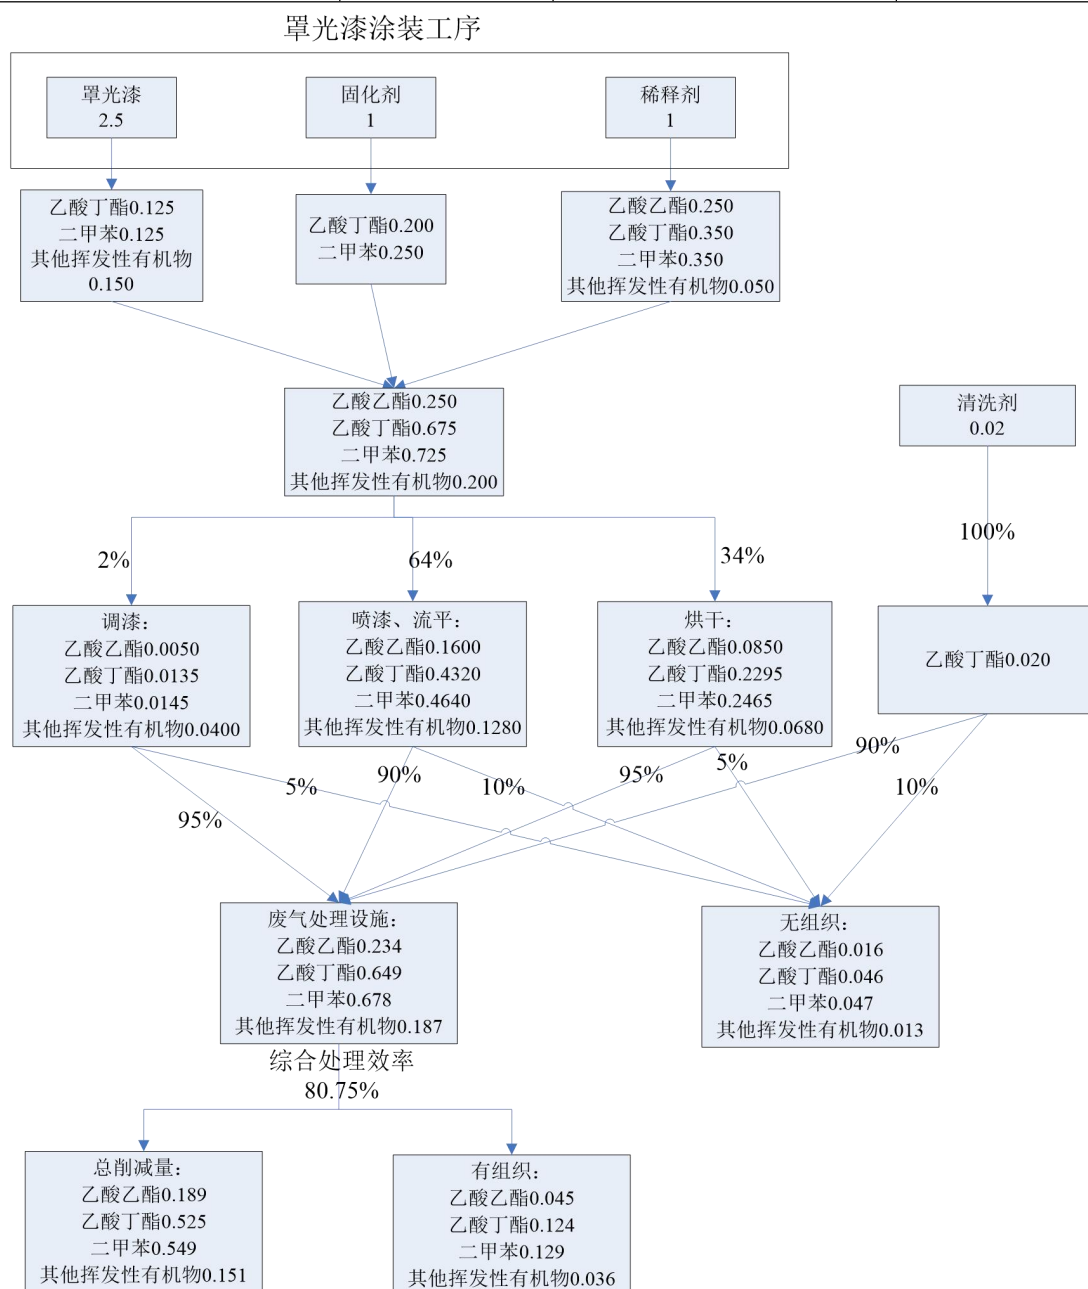 罩光漆涂装工序
罩光漆
2.5
固化剂
1
稀释剂
1
乙酸丁酯0.125
二甲苯0.125
其他挥发性有机物
0.150
乙酸丁酯0.200
二甲苯0.250
乙酸乙酯0.250
乙酸丁酯0.350
二甲苯0.350
其他挥发性有机物0.050
乙酸乙酯0.250
乙酸丁酯0.675
二甲苯0.725
其他挥发性有机物0.200
清洗剂
0.02
2%
64%
34%
100%
调漆:
乙酸乙酯0.0050
乙酸丁酯0.0135
二甲苯0.0145
其他挥发性有机物0.0400
喷漆、流平:
乙酸乙酯0.1600
乙酸丁酯0.4320
二甲苯0.4640
其他挥发性有机物0.1280
烘干:
乙酸乙酯0.0850
乙酸丁酯0.2295
二甲苯0.2465
其他挥发性有机物0.0680
乙酸丁酯0.020
95%
5%
90%
10%
95%
5%
90%
10%
废气处理设施:
乙酸乙酯0.234
乙酸丁酯0.649
二甲苯0.678
其他挥发性有机物0.187
无组织:
乙酸乙酯0.016
乙酸丁酯0.046
二甲苯0.047
其他挥发性有机物0.013
综合处理效率
80.75%
总削减量:
乙酸乙酯0.189
乙酸丁酯0.525
二甲苯0.549
其他挥发性有机物0.151
有组织:
乙酸乙酯0.045
乙酸丁酯0.124
二甲苯0.129
其他挥发性有机物0.036